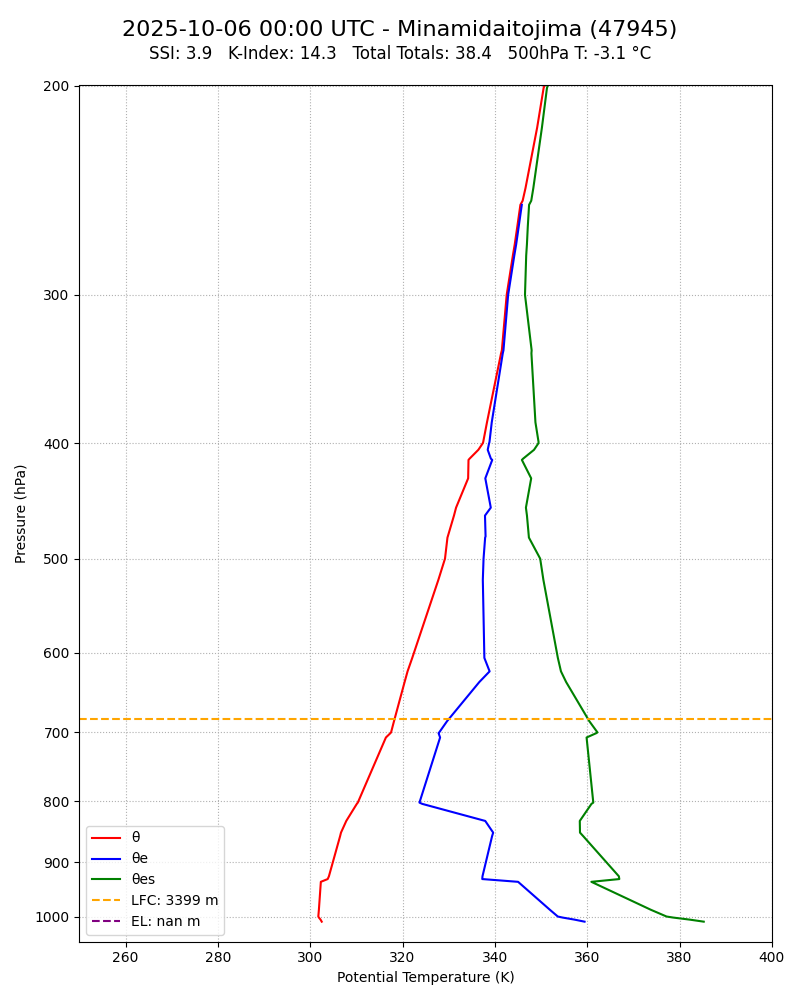 2025-10-06 00:00 UTC - Minamidaitojima (47945)
SSI: 3.9   K-Index: 14.3   Total Totals: 38.4   500hPa T: -3.1 °C
200
300
400
500
600
700
800
900
1000
Pressure (hPa)
θ
θe
θes
LFC: 3399 m
EL: nan m
260 280 300 320 340 360 380 400
Potential Temperature (K)